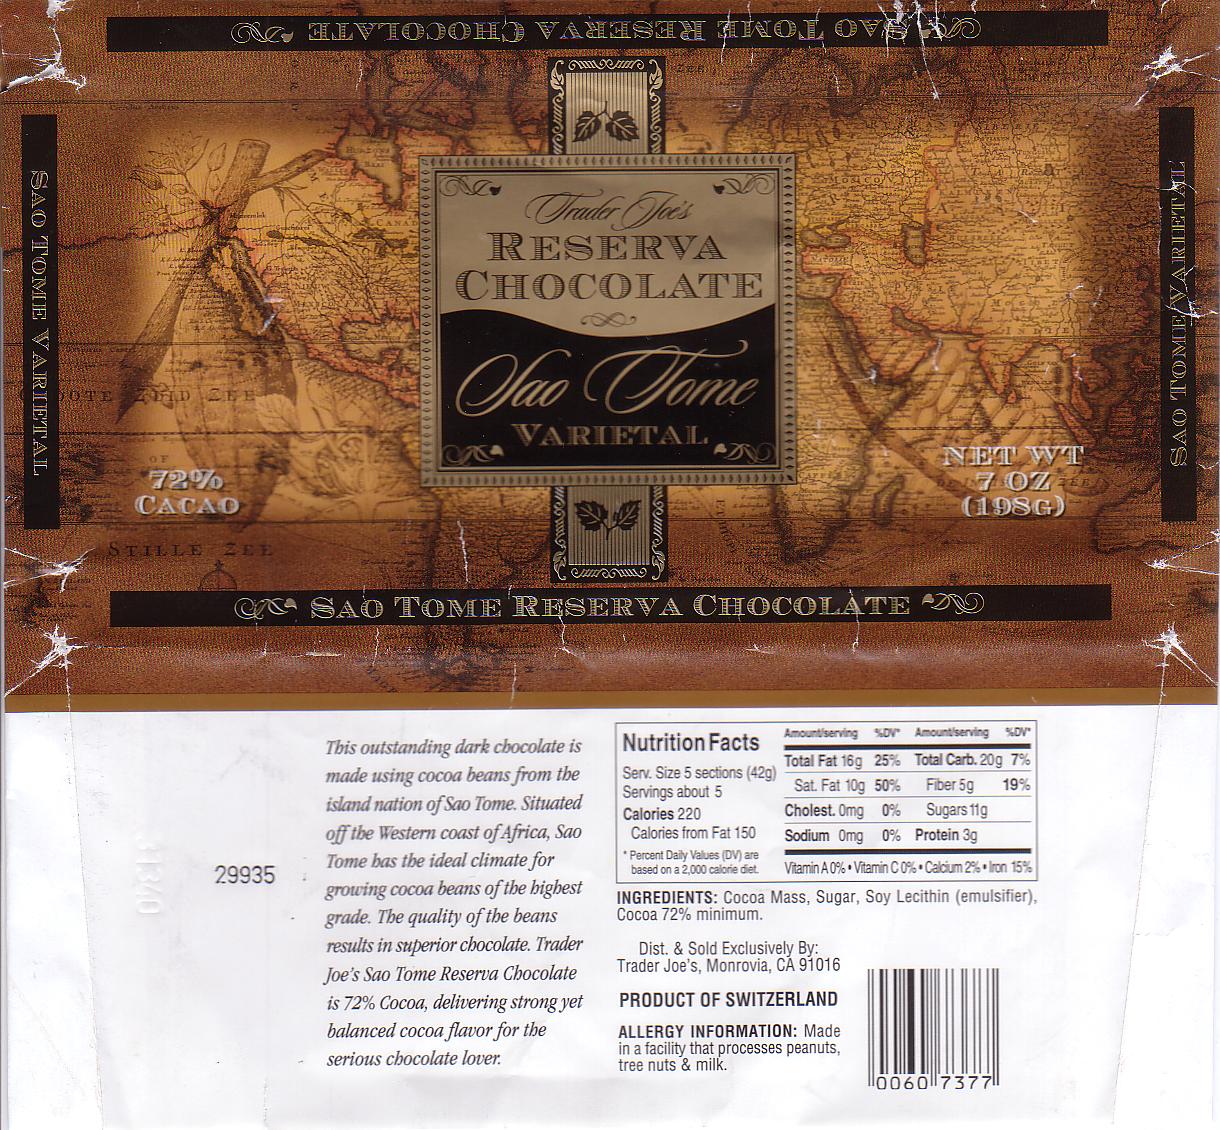 SAO TOME RESERVA CHOCOLATE
SAO TOME VARIETAL
Trader Joe's
RESERVA
CHOCOLATE
Sao Tome
VARIETAL
72%
CACAO
NET WT
7 OZ
(198G)
SAO TOME VARIETAL
STILLE ZEE
SAO TOME RESERVA CHOCOLATE
29935
This outstanding dark chocolate is
made using cocoa beans from the
island nation of Sao Tome. Situated
off the Western coast of Africa, Sao
Tome has the ideal climate for
growing cocoa beans of the highest
grade. The quality of the beans
results in superior chocolate. Trader
Joe's Sao Tome Reserva Chocolate
is 72% Cocoa, delivering strong yet
balanced cocoa flavor for the
serious chocolate lover.
Nutrition Facts
Serv. Size 5 sections (42g)
Servings about 5
Calories 220
Calories from Fat 150
* Percent Daily Values (DV) are
based on a 2,000 calorie diet.
Amount/serving %DV* Amount/serving %DV*
Total Fat 16g 25% Total Carb. 20g 7%
Sat. Fat 10g 50% Fiber 5g 19%
Cholest. 0mg 0% Sugars 11g
Sodium 0mg 0% Protein 3g
Vitamin A 0% • Vitamin C 0% • Calcium 2% • Iron 15%
INGREDIENTS: Cocoa Mass, Sugar, Soy Lecithin (emulsifier),
Cocoa 72% minimum.
Dist. & Sold Exclusively By:
Trader Joe's, Monrovia, CA 91016
PRODUCT OF SWITZERLAND
ALLERGY INFORMATION: Made
in a facility that processes peanuts,
tree nuts & milk.
0060 7377